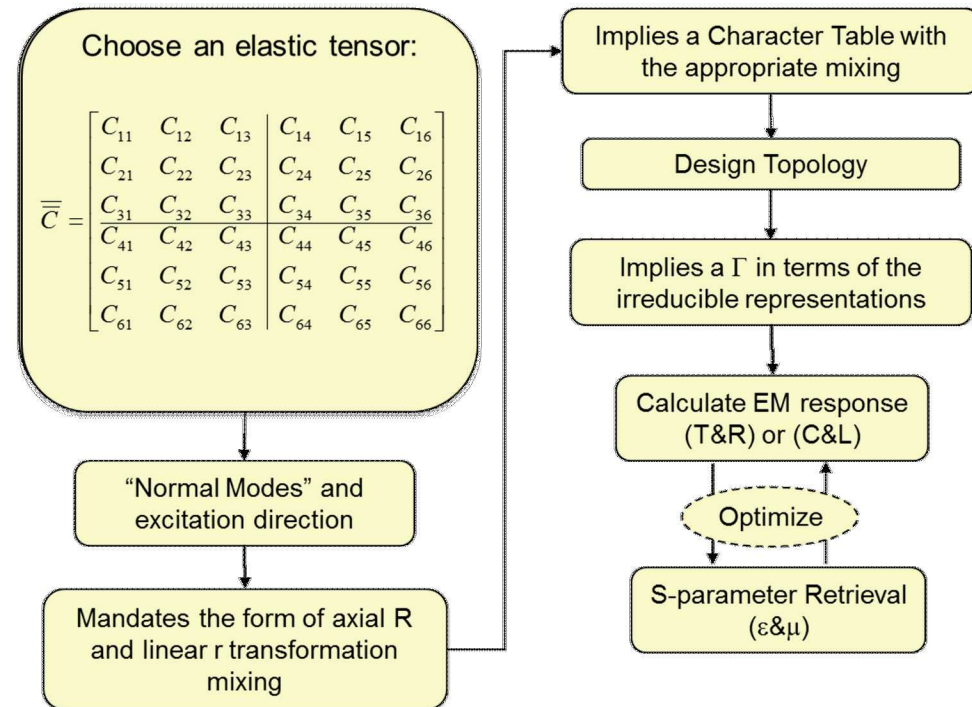 Choose an elastic tensor:
C₁₁ C₁₂ C₁₃ C₁₄ C₁₅ C₁₆
C₂₁ C₂₂ C₂₃ C₂₄ C₂₅ C₂₆
C₃₁ C₃₂ C₃₃ C₃₄ C₃₅ C₃₆
C =
C₄₁ C₄₂ C₄₃ C₄₄ C₄₅ C₄₆
C₅₁ C₅₂ C₅₃ C₅₄ C₅₅ C₅₆
C₆₁ C₆₂ C₆₃ C₆₄ C₆₅ C₆₆
“Normal Modes” and
excitation direction
Mandates the form of axial R
and linear r transformation
mixing
Implies a Character Table with
the appropriate mixing
Design Topology
Implies a Γ in terms of the
irreducible representations
Calculate EM response
(T&R) or (C&L)
Optimize
S-parameter Retrieval
(ε&μ)